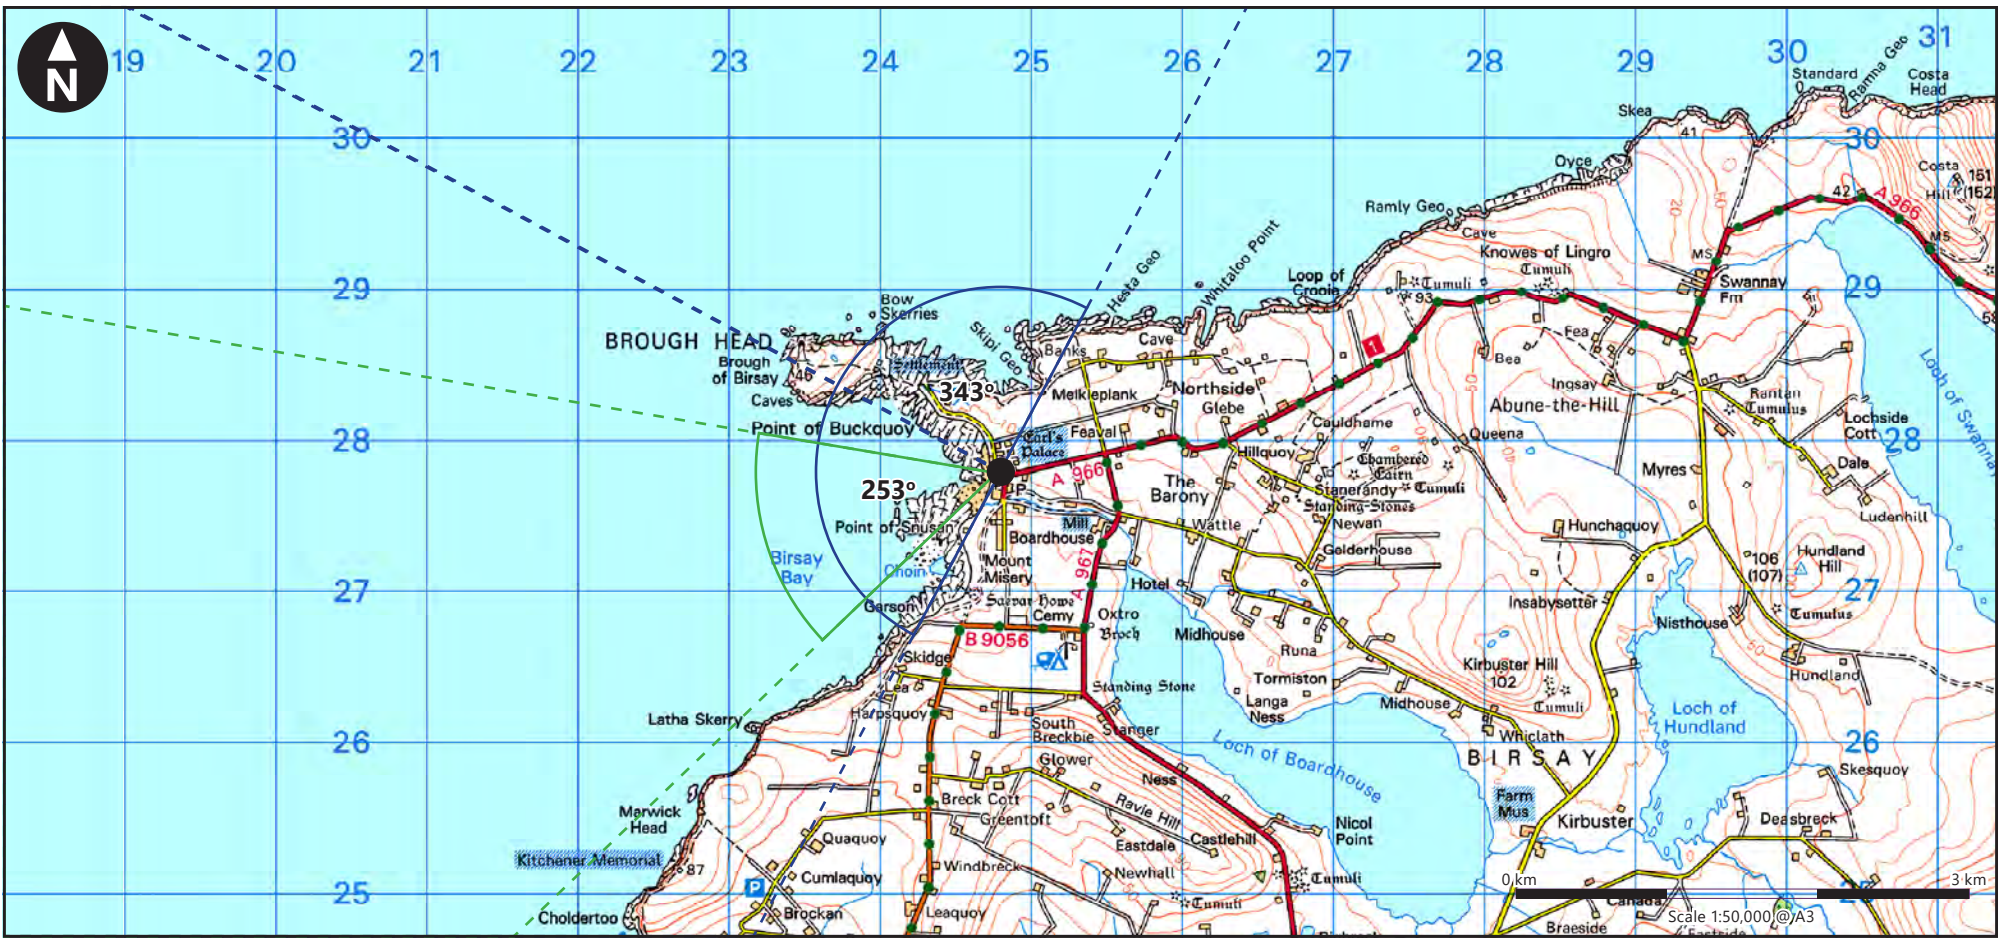 N
19 20 21 22 23 24 25 26 27 28 29 30 31
Ramna Geo
Standard
Costa
Head
Skea
41
30
30
Oyce
Costa
Hill
151
(152)
42
A 966
Ramly Geo
20
Cave
Knowes of Lingro
Tumuli
MS
MS
Hesta Geo
Whitaloo Point
Loop of
Crooie
Tumuli
93
Swannay
Fm
29
29
Bow
Skerries
BROUGH HEAD
Skipi Geo
Brough
of Birsay
46
Caves
Settlement
Banks
Cave
1
Fea
Bea
Ingsay
Loch of Swannay
343°
Meikleplank
Northside
Glebe
Abune-the-Hill
Rantan
Tumulus
Lochside
Cott
Point of Buckquoy
Earl's
Palace
Feaval
Cauldhame
Queena
28
28
Hillquoy
Chambered
Cairn
Tumuli
Stanerandy
Standing Stones
Myres
Dale
253°
P
A 966
The
Barony
Ludenhill
Point of Snusan
Mill
Boardhouse
Wattle
Newan
Hunchaquoy
Birsay
Bay
Choin
Mount
Misery
A 967
Hotel
Gelderhouse
106
(107)
Hundland
Hill
27
27
Garson
Saevar Howe
Cemy
Oxtro
Broch
Midhouse
Insabysetter
Nisthouse
Tumulus
B 9056
Skidge
Runa
Kirbuster Hill
102
Tumuli
Lea
Standing Stone
Tormiston
Langa
Ness
Midhouse
Hundland
Latha Skerry
Harpsquoy
South
Breckbie
Stanger
Whiclath
Loch of
Hundland
26
26
Loch of Boardhouse
BIRSAY
Glower
Ness
Skesquoy
Marwick
Head
Breck Cott
Greentoft
Ravie Hill
Castlehill
Nicol
Point
Farm
Mus
Kirbuster
Deasbreck
Quaquoy
Eastdale
Kitchener Memorial
87
P
Cumlaquoy
Windbreck
Newhall
Tumuli
Tumuli
0 km
3 km
25
25
Choldertoo
Brockan
Leaquoy
Canada
Scale 1:50,000 @ A3
Braeside
Eastside